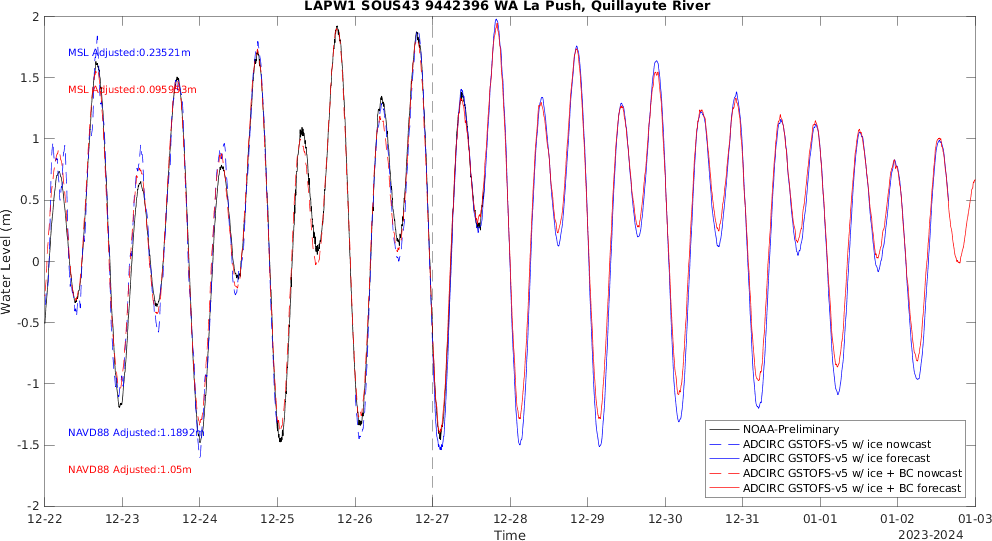 LAPW1 SOUS43 9442396 WA La Push, Quillayute River
Water Level (m)
2
1.5
1
0.5
0
-0.5
-1
-1.5
-2
MSL Adjusted:0.23521m
MSL Adjusted:0.095953m
NAVD88 Adjusted:1.1892m
NAVD88 Adjusted:1.05m
NOAA-Preliminary
ADCIRC GSTOFS-v5 w/ ice nowcast
ADCIRC GSTOFS-v5 w/ ice forecast
ADCIRC GSTOFS-v5 w/ ice + BC nowcast
ADCIRC GSTOFS-v5 w/ ice + BC forecast
12-22 12-23 12-24 12-25 12-26 12-27 12-28 12-29 12-30 12-31 01-01 01-02 01-03
Time
2023-2024